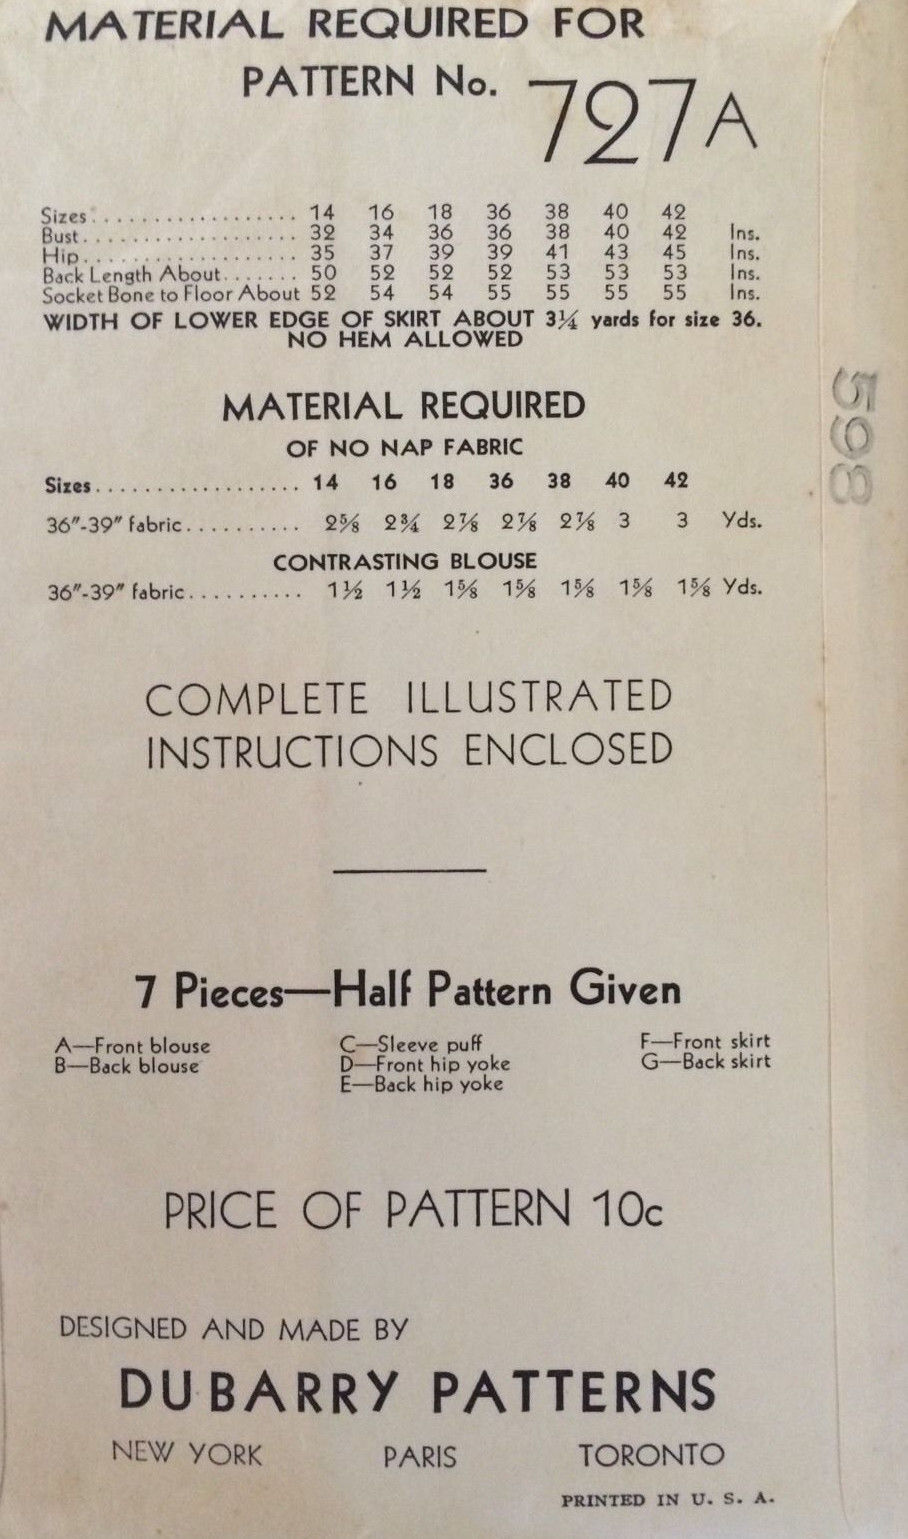 MATERIAL REQUIRED FOR
PATTERN No. 727A
Sizes.................. 14 16 18 36 38 40 42
Bust................... 32 34 36 36 38 40 42 Ins.
Hip.................... 35 37 39 39 41 43 45 Ins.
Back Length About....... 50 52 52 52 53 53 53 Ins.
Socket Bone to Floor About 52 54 54 55 55 55 55 Ins.
WIDTH OF LOWER EDGE OF SKIRT ABOUT 3¼ yards for size 36.
NO HEM ALLOWED
MATERIAL REQUIRED
OF NO NAP FABRIC
Sizes.................. 14 16 18 36 38 40 42
36"-39" fabric.......... 2⅝ 2¾ 2⅞ 2⅞ 2⅞ 3 3 Yds.
CONTRASTING BLOUSE
36"-39" fabric.......... 1½ 1½ 1⅝ 1⅝ 1⅝ 1⅝ 1⅝ Yds.
598
COMPLETE ILLUSTRATED
INSTRUCTIONS ENCLOSED
7 Pieces—Half Pattern Given
A—Front blouse
B—Back blouse
C—Sleeve puff
D—Front hip yoke
E—Back hip yoke
F—Front skirt
G—Back skirt
PRICE OF PATTERN 10c
DESIGNED AND MADE BY
DUBARRY PATTERNS
NEW YORK PARIS TORONTO
PRINTED IN U. S. A.